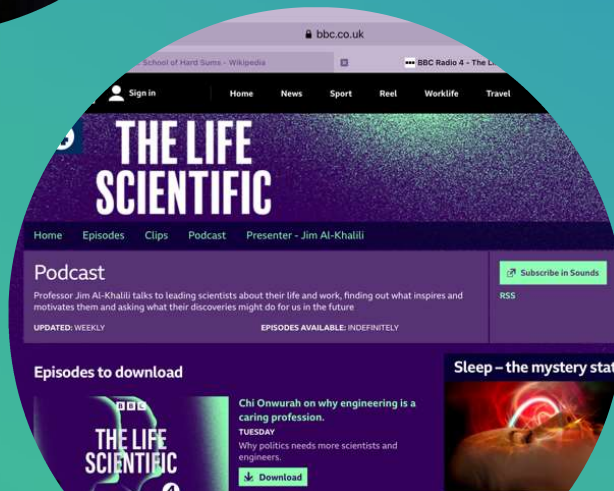 bbc.co.uk
School of Hard Sums - Wikipedia
BBC Radio 4 - The
Sign in
Home News Sport Reel Worklife Travel
THE LIFE
SCIENTIFIC
Home Episodes Clips Podcast Presenter - Jim Al-Khalili
Podcast
Professor Jim Al-Khalili talks to leading scientists about their life and work, finding out what inspires and
motivates them and asking what their discoveries might do for us in the future
UPDATED: WEEKLY EPISODES AVAILABLE: INDEFINITELY
Subscribe in Sounds
RSS
Episodes to download
BBC
THE LIFE
SCIENTIFIC
4
Chi Onwurah on why engineering is a
caring profession.
TUESDAY
Why politics needs more scientists and
engineers.
Download
Sleep – the mystery